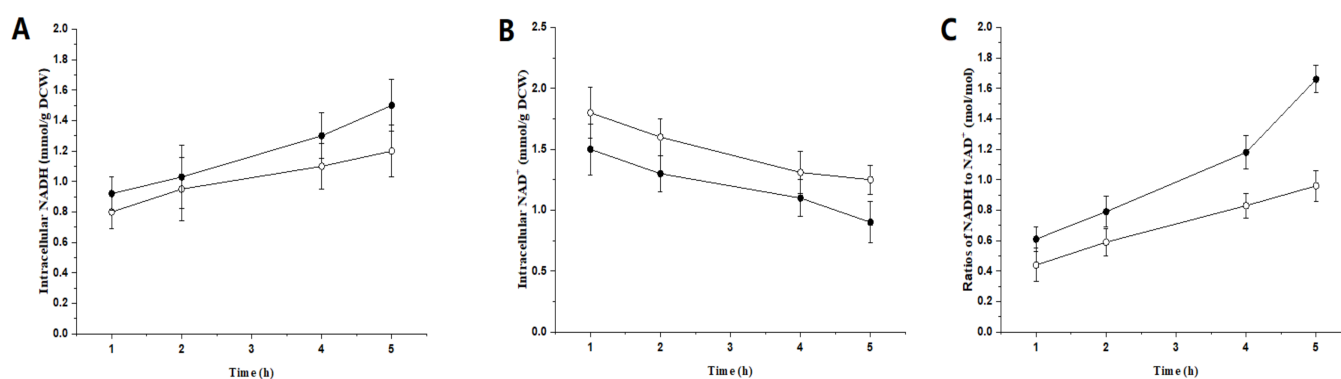 A
Intracellular NADH (mmol/g DCW)
2.0
1.8
1.6
1.4
1.2
1.0
0.8
0.6
0.4
0.2
0.0
1 2 3 4 5
Time (h)
B
Intracellular NAD⁺ (mmol/g DCW)
2.5
2.0
1.5
1.0
0.5
0.0
1 2 3 4 5
Time (h)
C
Ratios of NADH to NAD⁺ (mol/mol)
2.0
1.8
1.6
1.4
1.2
1.0
0.8
0.6
0.4
0.2
0.0
1 2 3 4 5
Time (h)